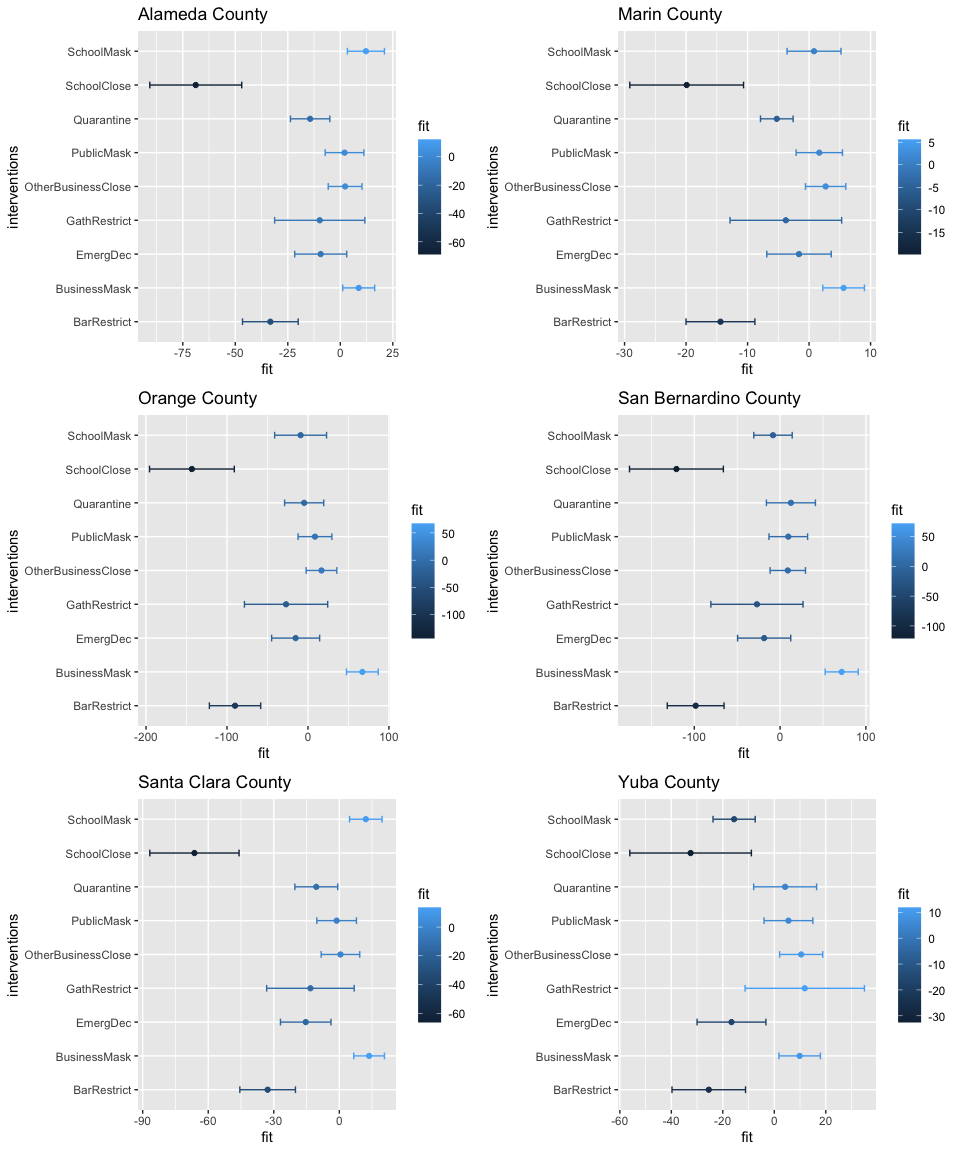 Alameda County
interventions
SchoolMask
SchoolClose
Quarantine
PublicMask
OtherBusinessClose
GathRestrict
EmergDec
BusinessMask
BarRestrict
-75 -50 -25 0 25
fit
fit
0
-20
-40
-60
Marin County
interventions
SchoolMask
SchoolClose
Quarantine
PublicMask
OtherBusinessClose
GathRestrict
EmergDec
BusinessMask
BarRestrict
-30 -20 -10 0 10
fit
fit
5
0
-5
-10
-15
Orange County
interventions
SchoolMask
SchoolClose
Quarantine
PublicMask
OtherBusinessClose
GathRestrict
EmergDec
BusinessMask
BarRestrict
-200 -100 0 100
fit
fit
50
0
-50
-100
San Bernardino County
interventions
SchoolMask
SchoolClose
Quarantine
PublicMask
OtherBusinessClose
GathRestrict
EmergDec
BusinessMask
BarRestrict
-100 0 100
fit
fit
50
0
-50
-100
Santa Clara County
interventions
SchoolMask
SchoolClose
Quarantine
PublicMask
OtherBusinessClose
GathRestrict
EmergDec
BusinessMask
BarRestrict
-90 -60 -30 0
fit
fit
0
-20
-40
-60
Yuba County
interventions
SchoolMask
SchoolClose
Quarantine
PublicMask
OtherBusinessClose
GathRestrict
EmergDec
BusinessMask
BarRestrict
-60 -40 -20 0 20
fit
fit
10
0
-10
-20
-30